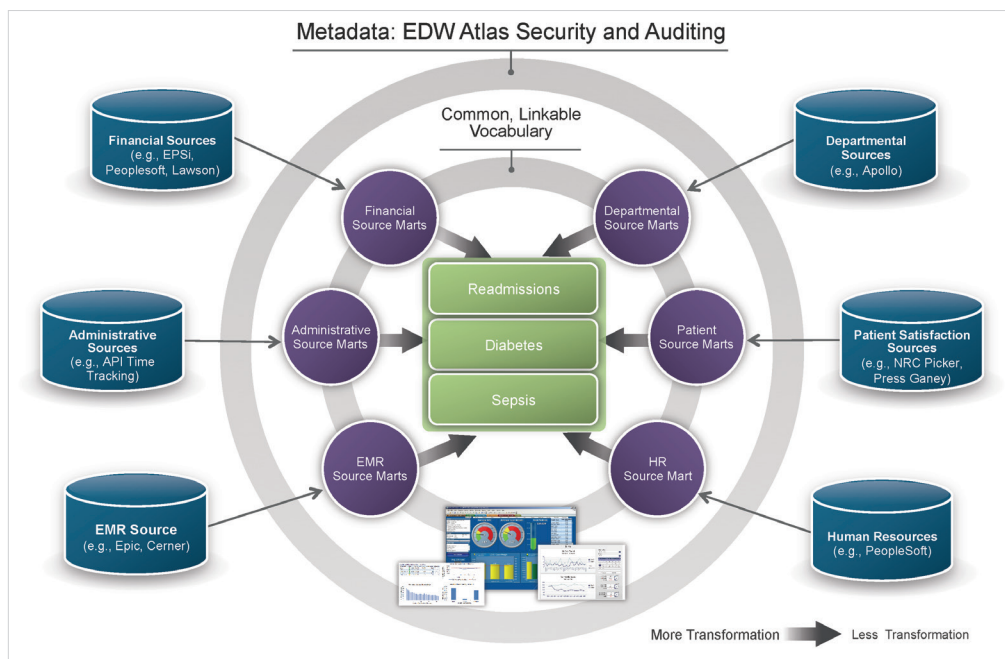 Metadata: EDW Atlas Security and Auditing
Common, Linkable
Vocabulary
Financial Sources
(e.g., EPSi,
Peoplesoft, Lawson)
Departmental
Sources
(e.g., Apollo)
Financial
Source Marts
Departmental
Source Marts
Readmissions
Administrative
Sources
(e.g., API Time
Tracking)
Administrative
Source Marts
Diabetes
Patient
Source Marts
Patient Satisfaction
Sources
(e.g., NRC Picker,
Press Ganey)
Sepsis
EMR
Source Marts
HR
Source Mart
EMR Source
(e.g., Epic, Cerner)
Human Resources
(e.g., PeopleSoft)
More Transformation
Less Transformation